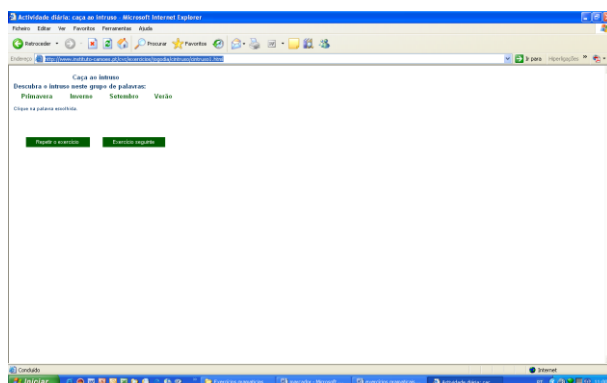 Actividade diária: caça ao intruso - Microsoft Internet Explorer
Ficheiro Editar Ver Favoritos Ferramentas Ajuda
Retroceder Procurar Favoritos
Endereço Ir para Hiperligações »
Caça ao intruso
Descubra o intruso neste grupo de palavras:
Primavera Inverno Setembro Verão
Clique na palavra escolhida.
Repetir o exercício Exercício seguinte
Concluído Internet
Iniciar